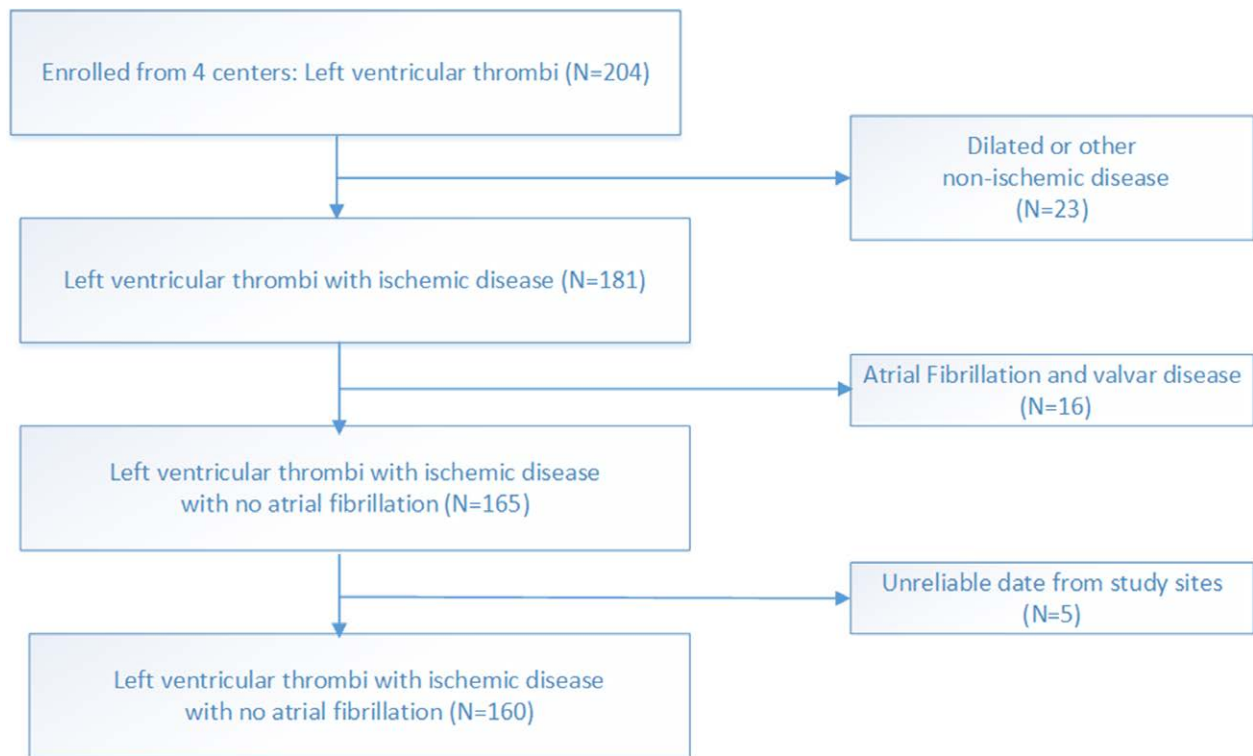 Enrolled from 4 centers: Left ventricular thrombi (N=204)
Dilated or other
non-ischemic disease
(N=23)
Left ventricular thrombi with ischemic disease (N=181)
Atrial Fibrillation and valvar disease
(N=16)
Left ventricular thrombi with ischemic disease
with no atrial fibrillation (N=165)
Unreliable date from study sites
(N=5)
Left ventricular thrombi with ischemic disease
with no atrial fibrillation (N=160)